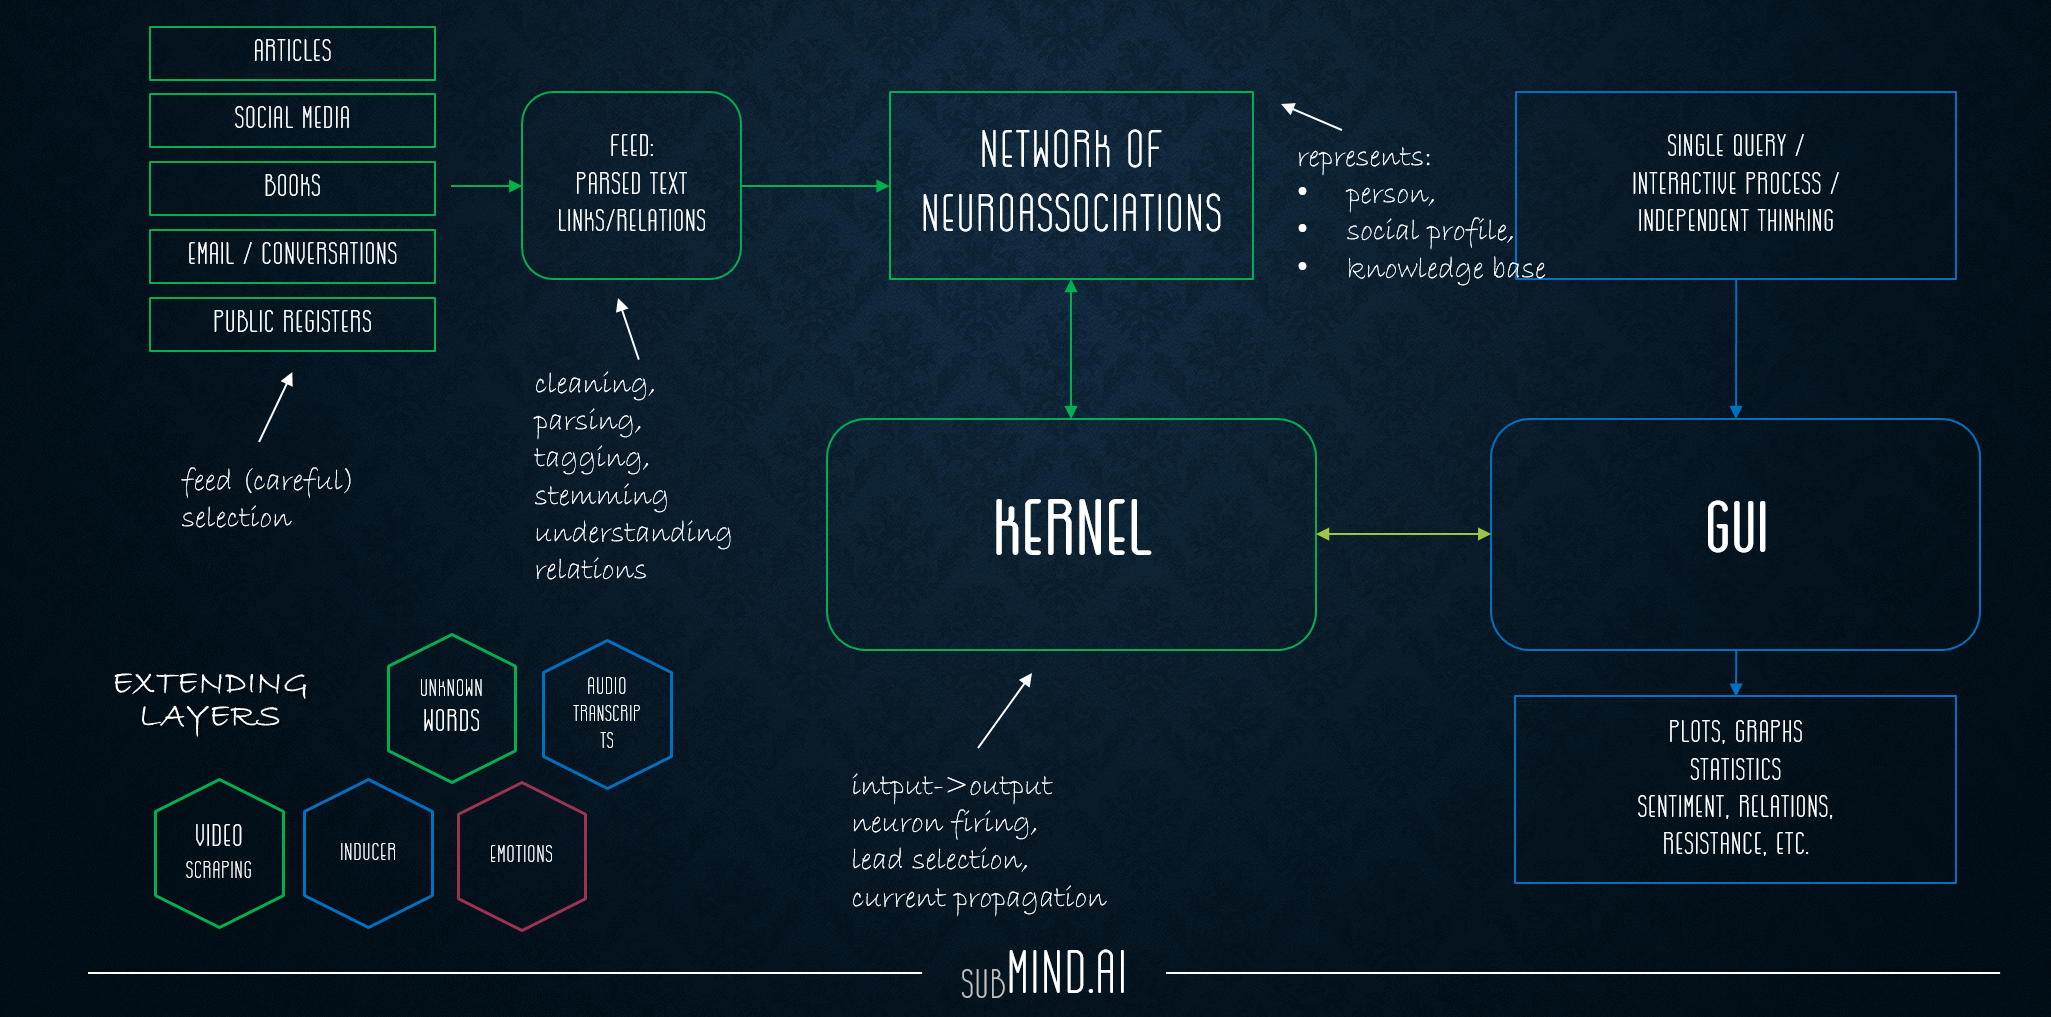 ARTICLES
SOCIAL MEDIA
BOOKS
EMAIL / CONVERSATIONS
PUBLIC REGISTERS
feed (careful)
selection
FEED:
PARSED TEXT
LINKS/RELATIONS
cleaning,
parsing,
tagging,
stemming
understanding
relations
NETWORK OF
NEUROASSOCIATIONS
represents:
• person,
• social profile,
• knowledge base
SINGLE QUERY /
INTERACTIVE PROCESS /
INDEPENDENT THINKING
KERNEL
GUI
intput->output
neuron firing,
lead selection,
current propagation
PLOTS, GRAPHS
STATISTICS
SENTIMENT, RELATIONS,
RESISTANCE, ETC.
EXTENDING
LAYERS
UNKNOWN
WORDS
AUDIO
TRANSCRIP
TS
VIDEO
SCRAPING
INDUCER
EMOTIONS
SUBMIND.AI